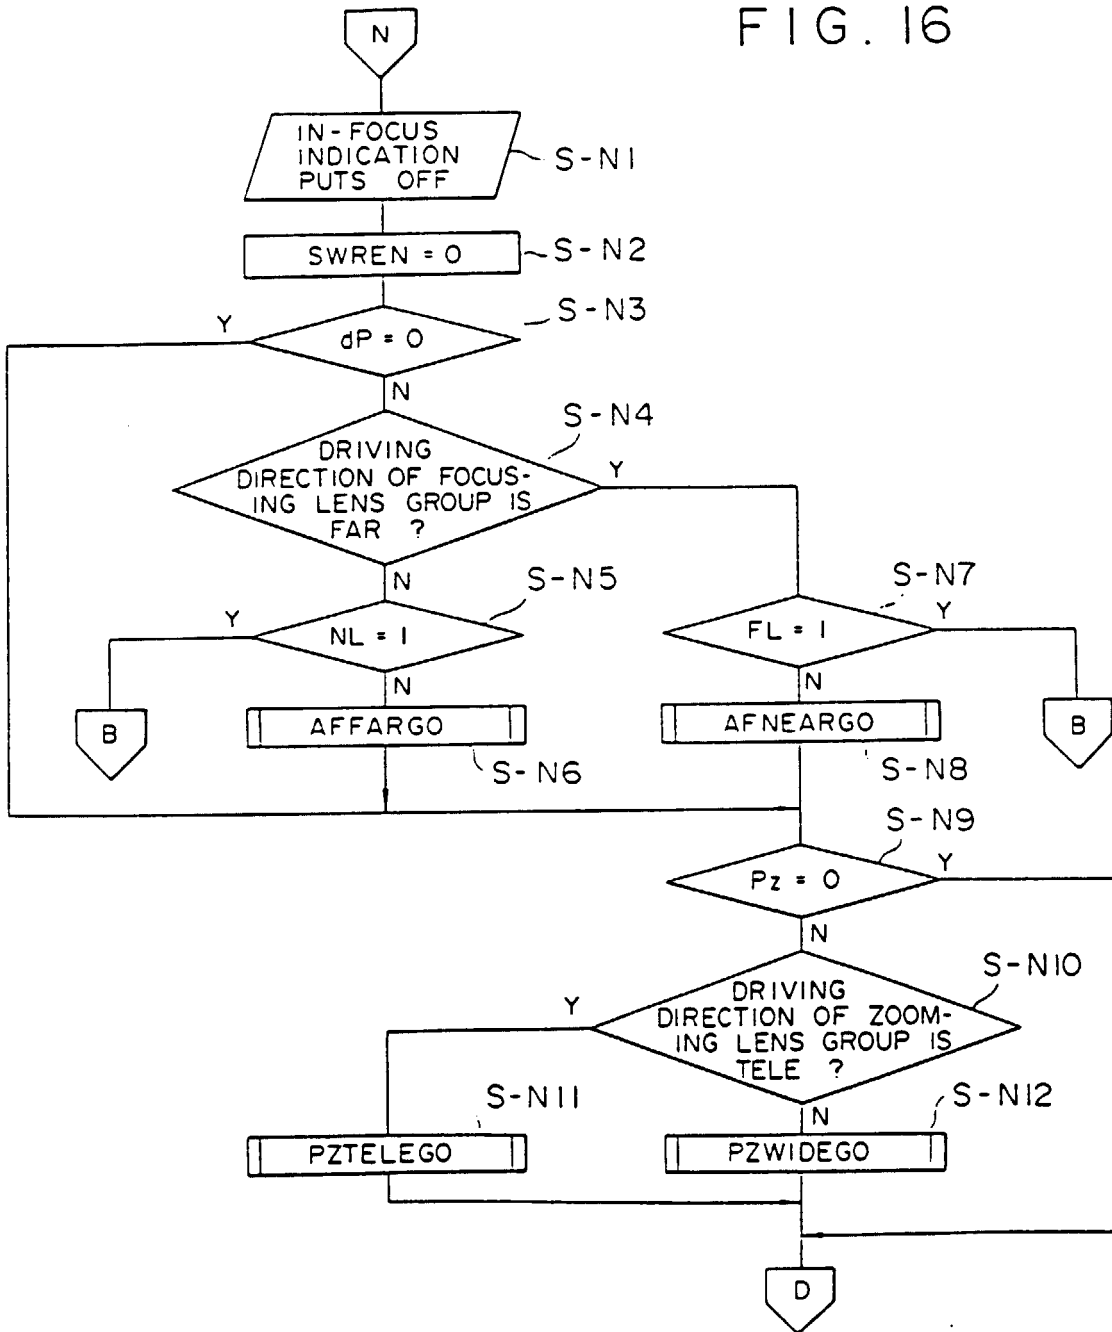 FIG. 16
N
IN-FOCUS
INDICATION
PUTS OFF
S-N1
SWREN = 0
S-N2
dP = 0
S-N3
Y
N
S-N4
DRIVING
DIRECTION OF FOCUS-
ING LENS GROUP IS
FAR ?
Y
N
S-N5
Y
NL = 1
N
S-N7
FL = 1
Y
N
B
AFFARGO
S-N6
AFNEARGO
S-N8
B
S-N9
Pz = 0
Y
N
S-N10
DRIVING
DIRECTION OF ZOOM-
ING LENS GROUP IS
TELE ?
Y
N
S-N11
PZTELEGO
S-N12
PZWIDEGO
D